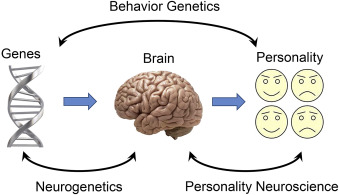 Behavior Genetics
Genes
Brain
Personality
Neurogenetics
Personality Neuroscience